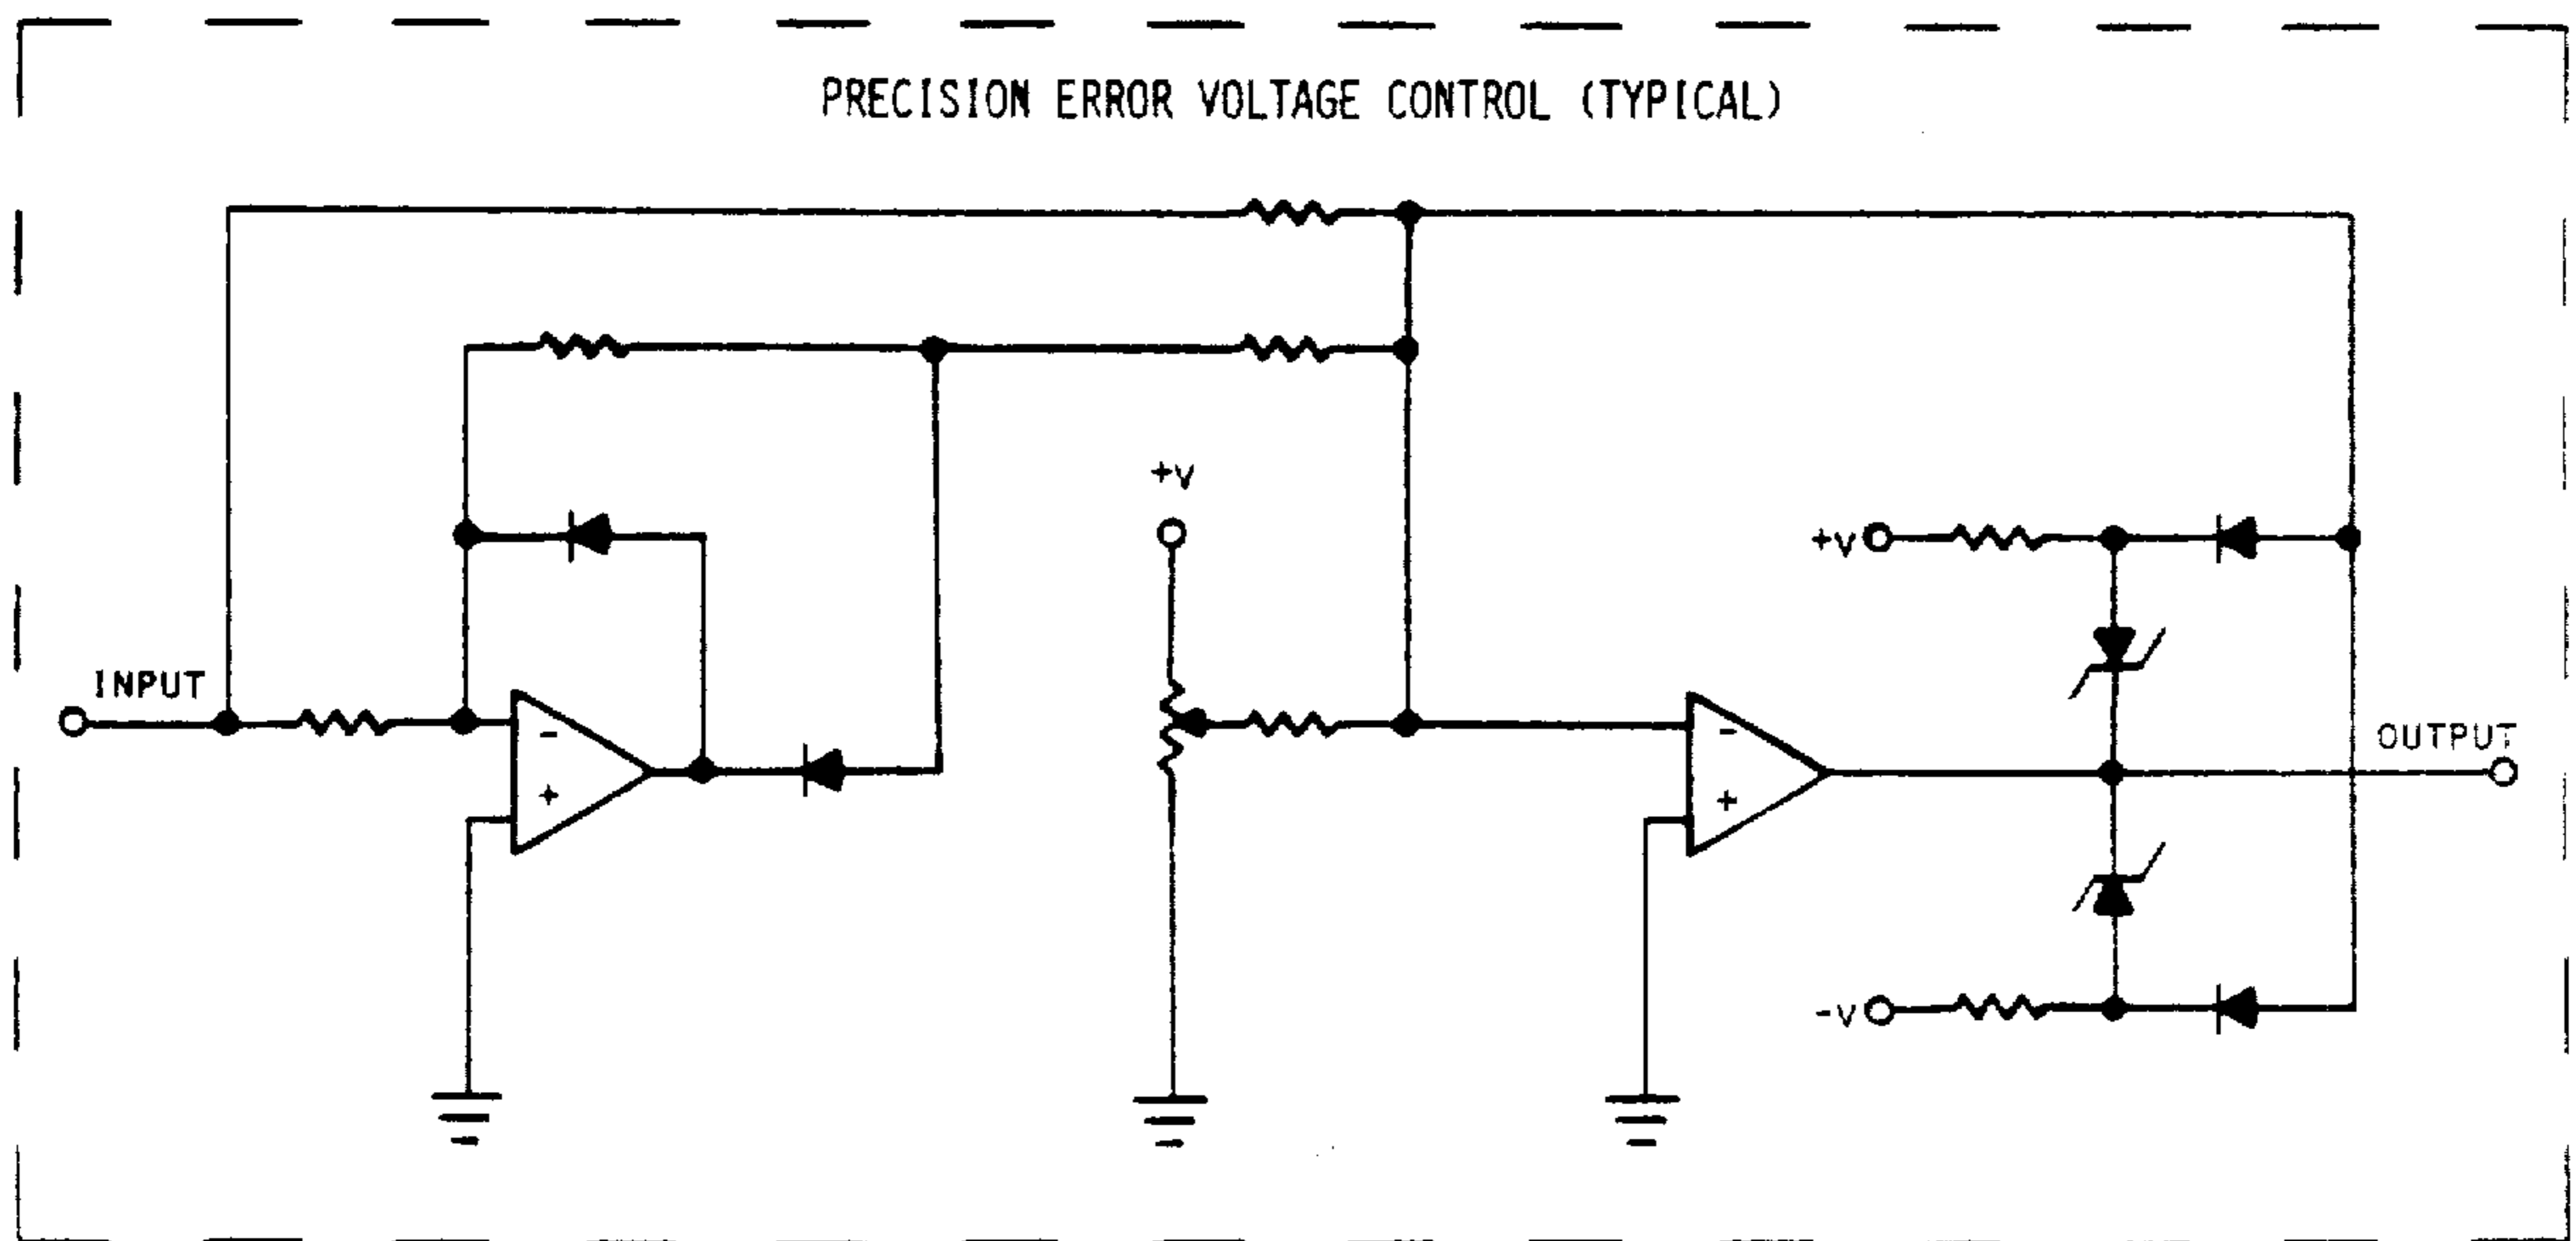 PRECISION ERROR VOLTAGE CONTROL (TYPICAL)
+V
+V
INPUT
-
+
-
+
OUTPUT
-V